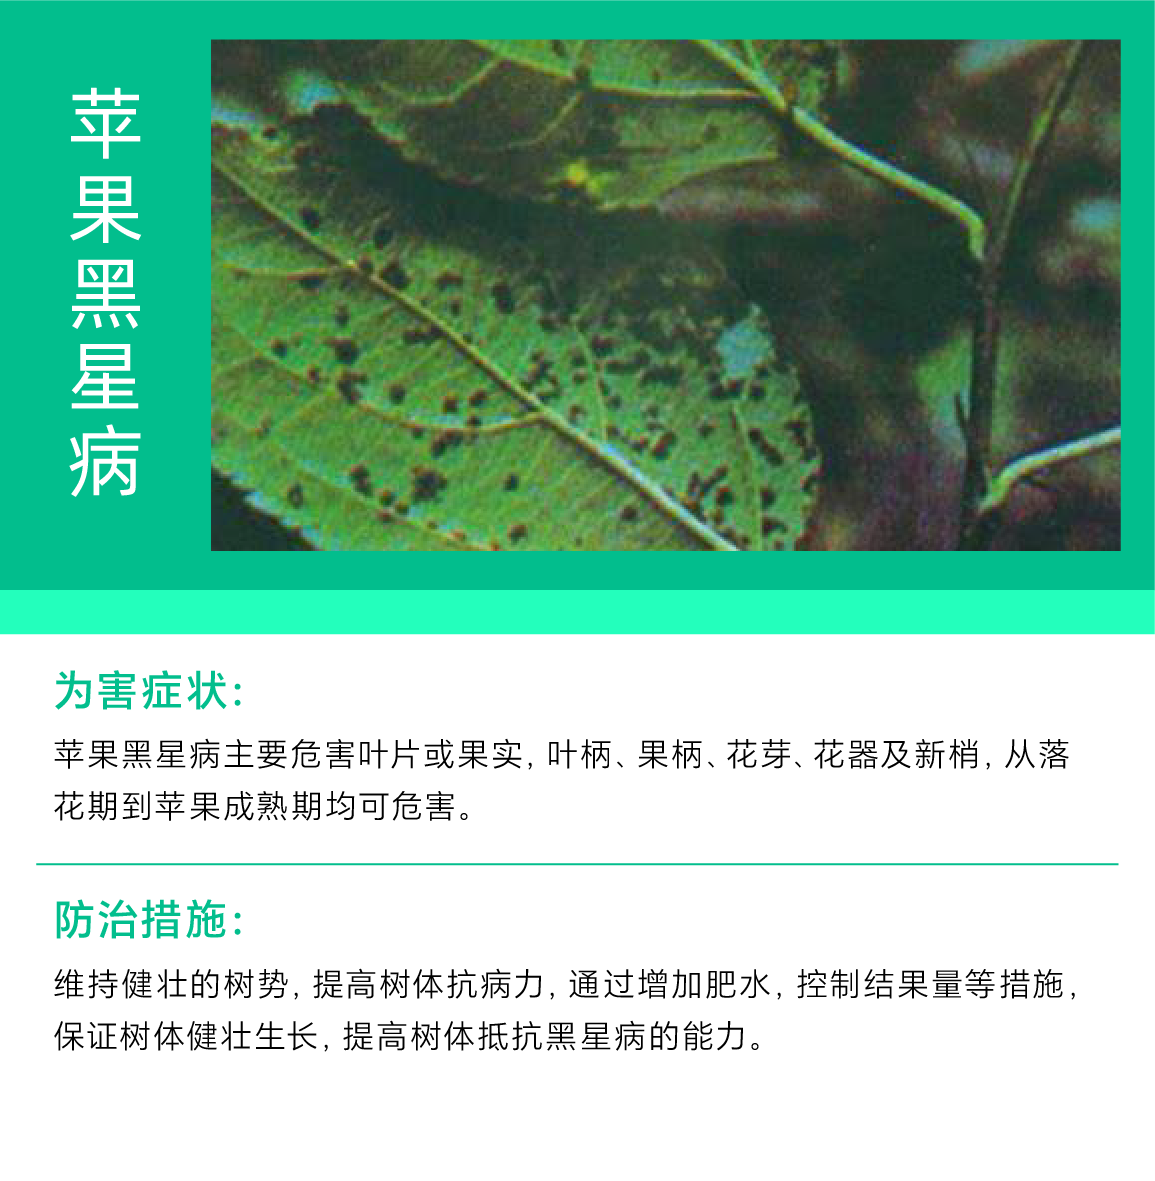 苹果黑星病
为害症状：
苹果黑星病主要危害叶片或果实，叶柄、果柄、花芽、花器及新梢，从落
花期到苹果成熟期均可危害。
防治措施：
维持健壮的树势，提高树体抗病力，通过增加肥水，控制结果量等措施，
保证树体健壮生长，提高树体抵抗黑星病的能力。